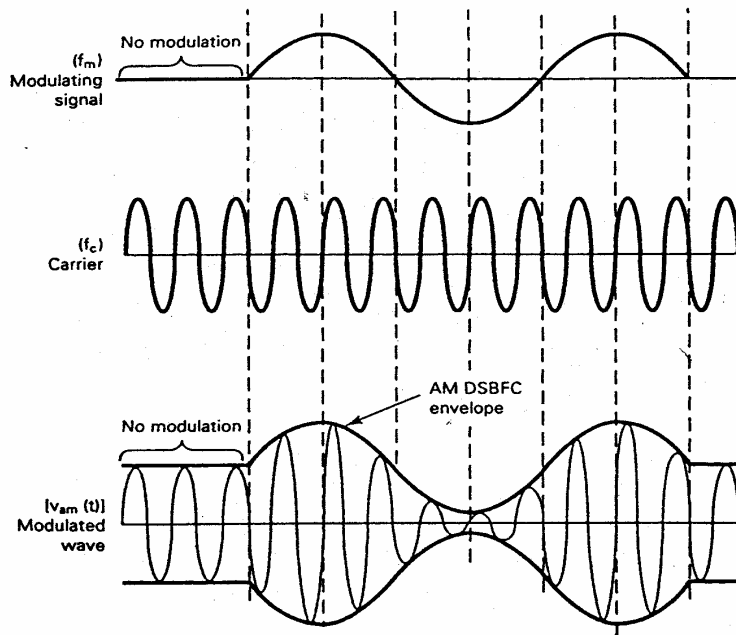 No modulation
(fm)
Modulating
signal
(fc)
Carrier
AM DSBFC
envelope
No modulation
[vam (t)]
Modulated
wave